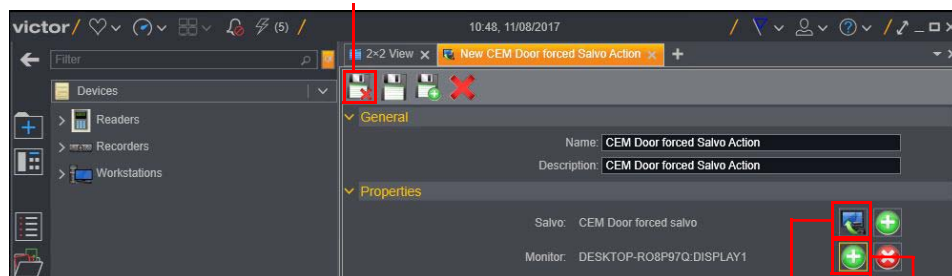 victor/ (5) / 10:48, 11/08/2017 /
Filter
2×2 View New CEM Door forced Salvo Action
Devices
Readers
Recorders
Workstations
General
Name: CEM Door forced Salvo Action
Description: CEM Door forced Salvo Action
Properties
Salvo: CEM Door forced salvo
Monitor: DESKTOP-RO8P97Q:DISPLAY1